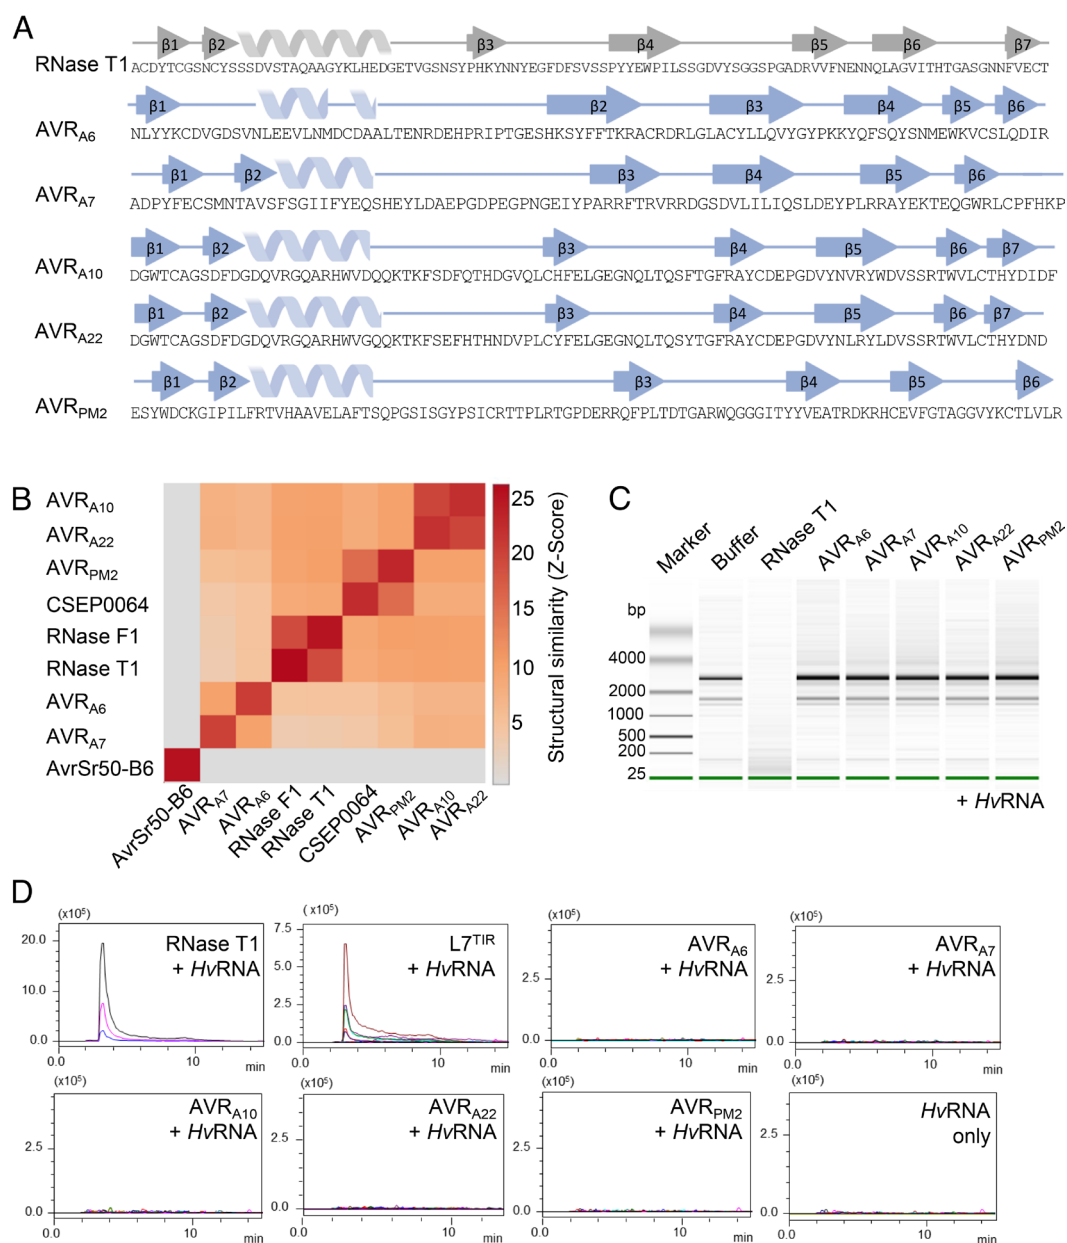 A
β1 β2 β3 β4 β5 β6 β7
RNase T1 ACDYTCGSNCYSSSDVSTAQAAGYKLHEDGETVGSNSYPHKYNNYEGFDFSVSSPYYEWPILSSGDVYSGGSPGADRVVFNENNQLAGVITHTGASGNNFVECT
β1 β2 β3 β4 β5 β6
AVRA6 NLYYKCDVGDSVNLEEVLNMDCDAALTENRDEHPRIPTGESHKSYFFTKRACRDRLGLACYLLQVYGYPKKYQFSQYSNMEWKVCSLQDIR
β1 β2 β3 β4 β5 β6
AVRA7 ADPYFECSMNTAVSFSGIIFYEQSHEYLDAEPGDPEGPNGEIYPARRFTRVRRDGSDVLILIQSLDEYPLRRAYEKTEQGWRLCPFHKP
β1 β2 β3 β4 β5 β6 β7
AVRA10 DGWTCAGSDFDGDQVRGQARHWVDQQKTKFSDFQTHDGVQLCHFELGEGNQLTQSFTGFRAYCDEPGDVYNVRYWDVSSRTWVLCTHYDIDF
β1 β2 β3 β4 β5 β6 β7
AVRA22 DGWTCAGSDFDGDQVRGQARHWVGQQKTKFSEFHTHNDVPLCYFELGEGNQLTQSYTGFRAYCDEPGDVYNLRYLDVSSRTWVLCTHYDND
β1 β2 β3 β4 β5 β6
AVRPM2 ESYWDCKGIPILFRTVHAAVELAFTSQPGSISGYPSICRTTPLRTGPDERRQFPLTDTGARWQGGGITYYVEATRDKRHCEVFGTAGGVYKCTLVLR
B
AVRA10
AVRA22
AVRPM2
CSEP0064
RNase F1
RNase T1
AVRA6
AVRA7
AvrSr50-B6
AvrSr50-B6 AVRA7 AVRA6 RNase F1 RNase T1 CSEP0064 AVRPM2 AVRA10 AVRA22
25
20
15
10
5
Structural similarity (Z-Score)
C
Marker Buffer RNase T1 AVRA6 AVRA7 AVRA10 AVRA22 AVRPM2
bp
4000
2000
1000
500
200
25
+ HvRNA
D
(x10⁵)
20.0
10.0
0.0
0.0 10 min
RNase T1
+ HvRNA
(x10⁵)
7.5
5.0
2.5
0.0
0.0 10 min
L7TIR
+ HvRNA
(x10⁵)
2.5
0.0
0.0 10 min
AVRA6
+ HvRNA
(x10⁵)
2.5
0.0
0.0 10 min
AVRA7
+ HvRNA
(x10⁵)
2.5
0.0
0.0 10 min
AVRA10
+ HvRNA
(x10⁵)
2.5
0.0
0.0 10 min
AVRA22
+ HvRNA
(x10⁵)
2.5
0.0
0.0 10 min
AVRPM2
+ HvRNA
(x10⁵)
2.5
0.0
0.0 10 min
HvRNA
only